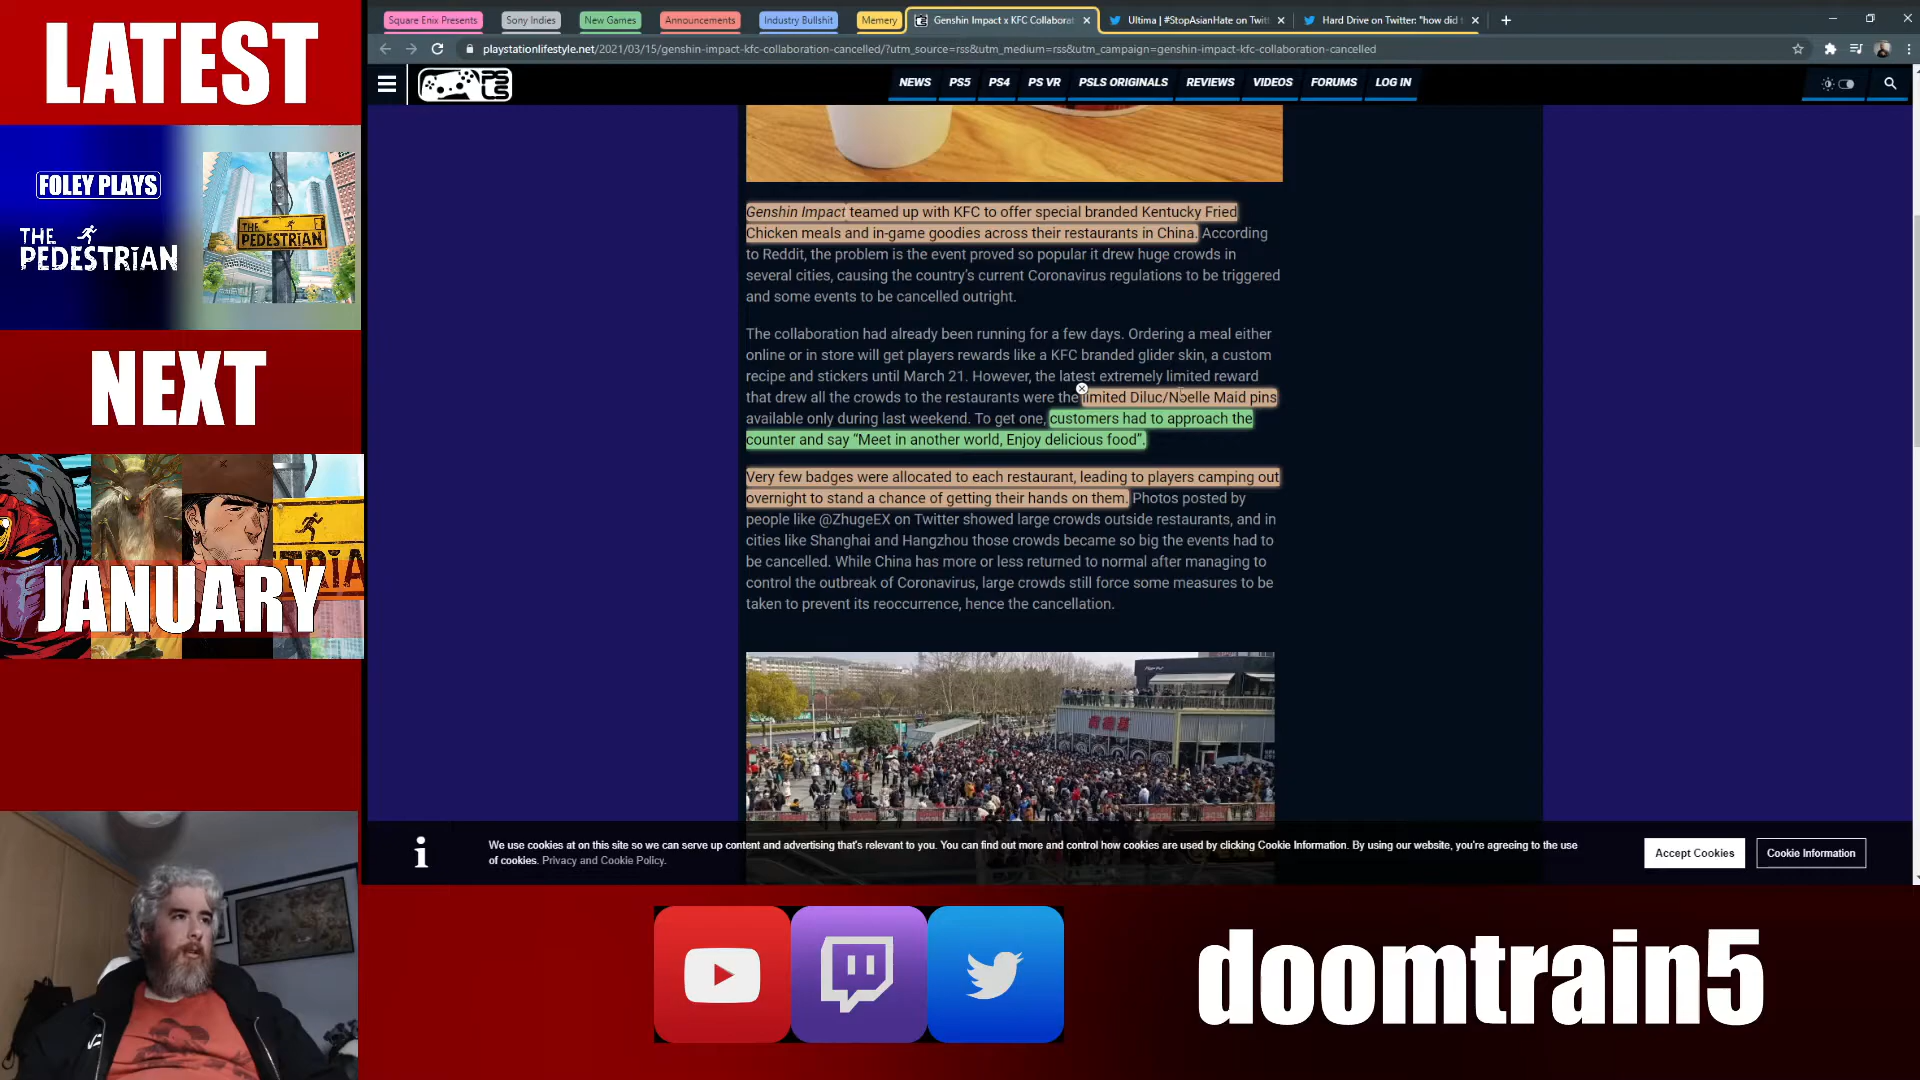 LATEST
FOLEY PLAYS
THE
PEDESTRIAN
THE
PEDESTRIAN
NEXT
JANUARY
Square Enix Presents
Sony Indies
New Games
Announcements
Industry Bullshit
Memery
Genshin Impact x KFC Collaborat
Ultima | #StopAsianHate on Twitt
Hard Drive on Twitter: "how did t
playstationlifestyle.net/2021/03/15/genshin-impact-kfc-collaboration-cancelled/?utm_source=rss&utm_medium=rss&utm_campaign=genshin-impact-kfc-collaboration-cancelled
PS
LS
NEWS PS5 PS4 PS VR PSLS ORIGINALS REVIEWS VIDEOS FORUMS LOG IN
Genshin Impact teamed up with KFC to offer special branded Kentucky Fried
Chicken meals and in-game goodies across their restaurants in China. According
to Reddit, the problem is the event proved so popular it drew huge crowds in
several cities, causing the country's current Coronavirus regulations to be triggered
and some events to be cancelled outright.
The collaboration had already been running for a few days. Ordering a meal either
online or in store will get players rewards like a KFC branded glider skin, a custom
recipe and stickers until March 21. However, the latest extremely limited reward
that drew all the crowds to the restaurants were the limited Diluc/Noelle Maid pins
available only during last weekend. To get one, customers had to approach the
counter and say “Meet in another world, Enjoy delicious food”.
Very few badges were allocated to each restaurant, leading to players camping out
overnight to stand a chance of getting their hands on them. Photos posted by
people like @ZhugeEX on Twitter showed large crowds outside restaurants, and in
cities like Shanghai and Hangzhou those crowds became so big the events had to
be cancelled. While China has more or less returned to normal after managing to
control the outbreak of Coronavirus, large crowds still force some measures to be
taken to prevent its reoccurrence, hence the cancellation.
肯德基
We use cookies at on this site so we can serve up content and advertising that's relevant to you. You can find out more and control how cookies are used by clicking Cookie Information. By using our website, you're agreeing to the use
of cookies. Privacy and Cookie Policy.
Accept Cookies
Cookie Information
doomtrain5